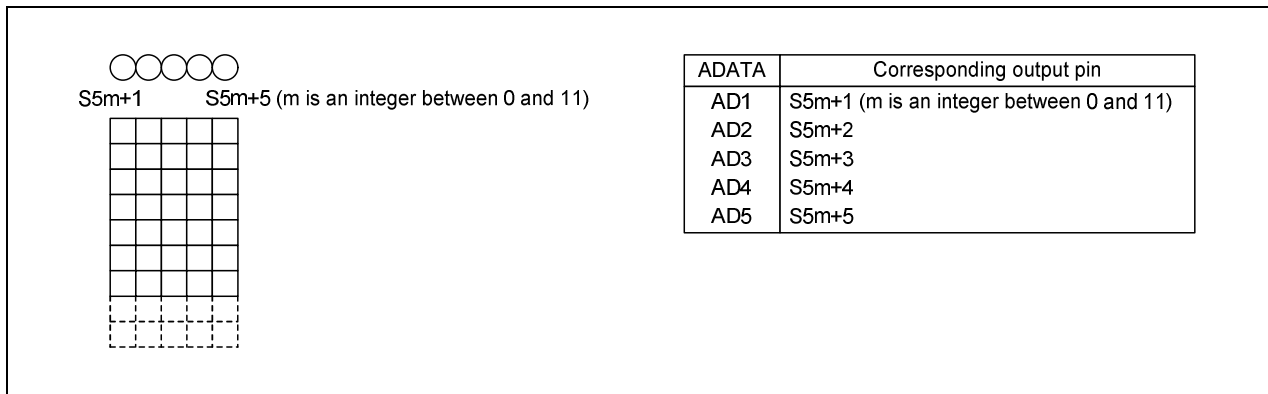 S5m+1 S5m+5 (m is an integer between 0 and 11)
ADATA Corresponding output pin
AD1 S5m+1 (m is an integer between 0 and 11)
AD2 S5m+2
AD3 S5m+3
AD4 S5m+4
AD5 S5m+5